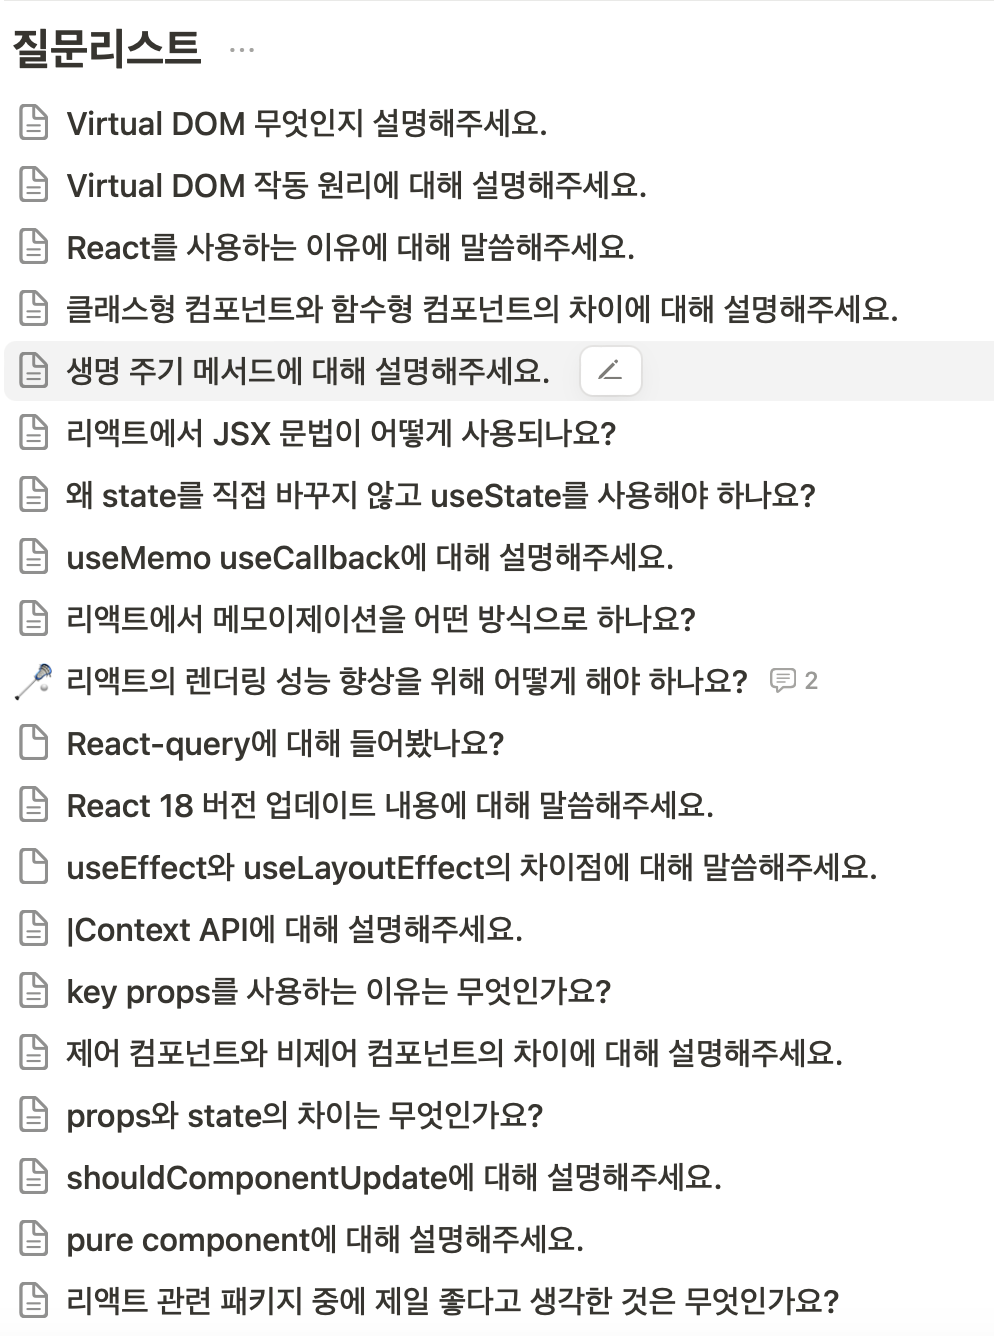 질문리스트 ...
Virtual DOM 무엇인지 설명해주세요.
Virtual DOM 작동 원리에 대해 설명해주세요.
React를 사용하는 이유에 대해 말씀해주세요.
클래스형 컴포넌트와 함수형 컴포넌트의 차이에 대해 설명해주세요.
생명 주기 메서드에 대해 설명해주세요.
리액트에서 JSX 문법이 어떻게 사용되나요?
왜 state를 직접 바꾸지 않고 useState를 사용해야 하나요?
useMemo useCallback에 대해 설명해주세요.
리액트에서 메모이제이션을 어떤 방식으로 하나요?
리액트의 렌더링 성능 향상을 위해 어떻게 해야 하나요? 2
React-query에 대해 들어봤나요?
React 18 버전 업데이트 내용에 대해 말씀해주세요.
useEffect와 useLayoutEffect의 차이점에 대해 말씀해주세요.
|Context API에 대해 설명해주세요.
key props를 사용하는 이유는 무엇인가요?
제어 컴포넌트와 비제어 컴포넌트의 차이에 대해 설명해주세요.
props와 state의 차이는 무엇인가요?
shouldComponentUpdate에 대해 설명해주세요.
pure component에 대해 설명해주세요.
리액트 관련 패키지 중에 제일 좋다고 생각한 것은 무엇인가요?